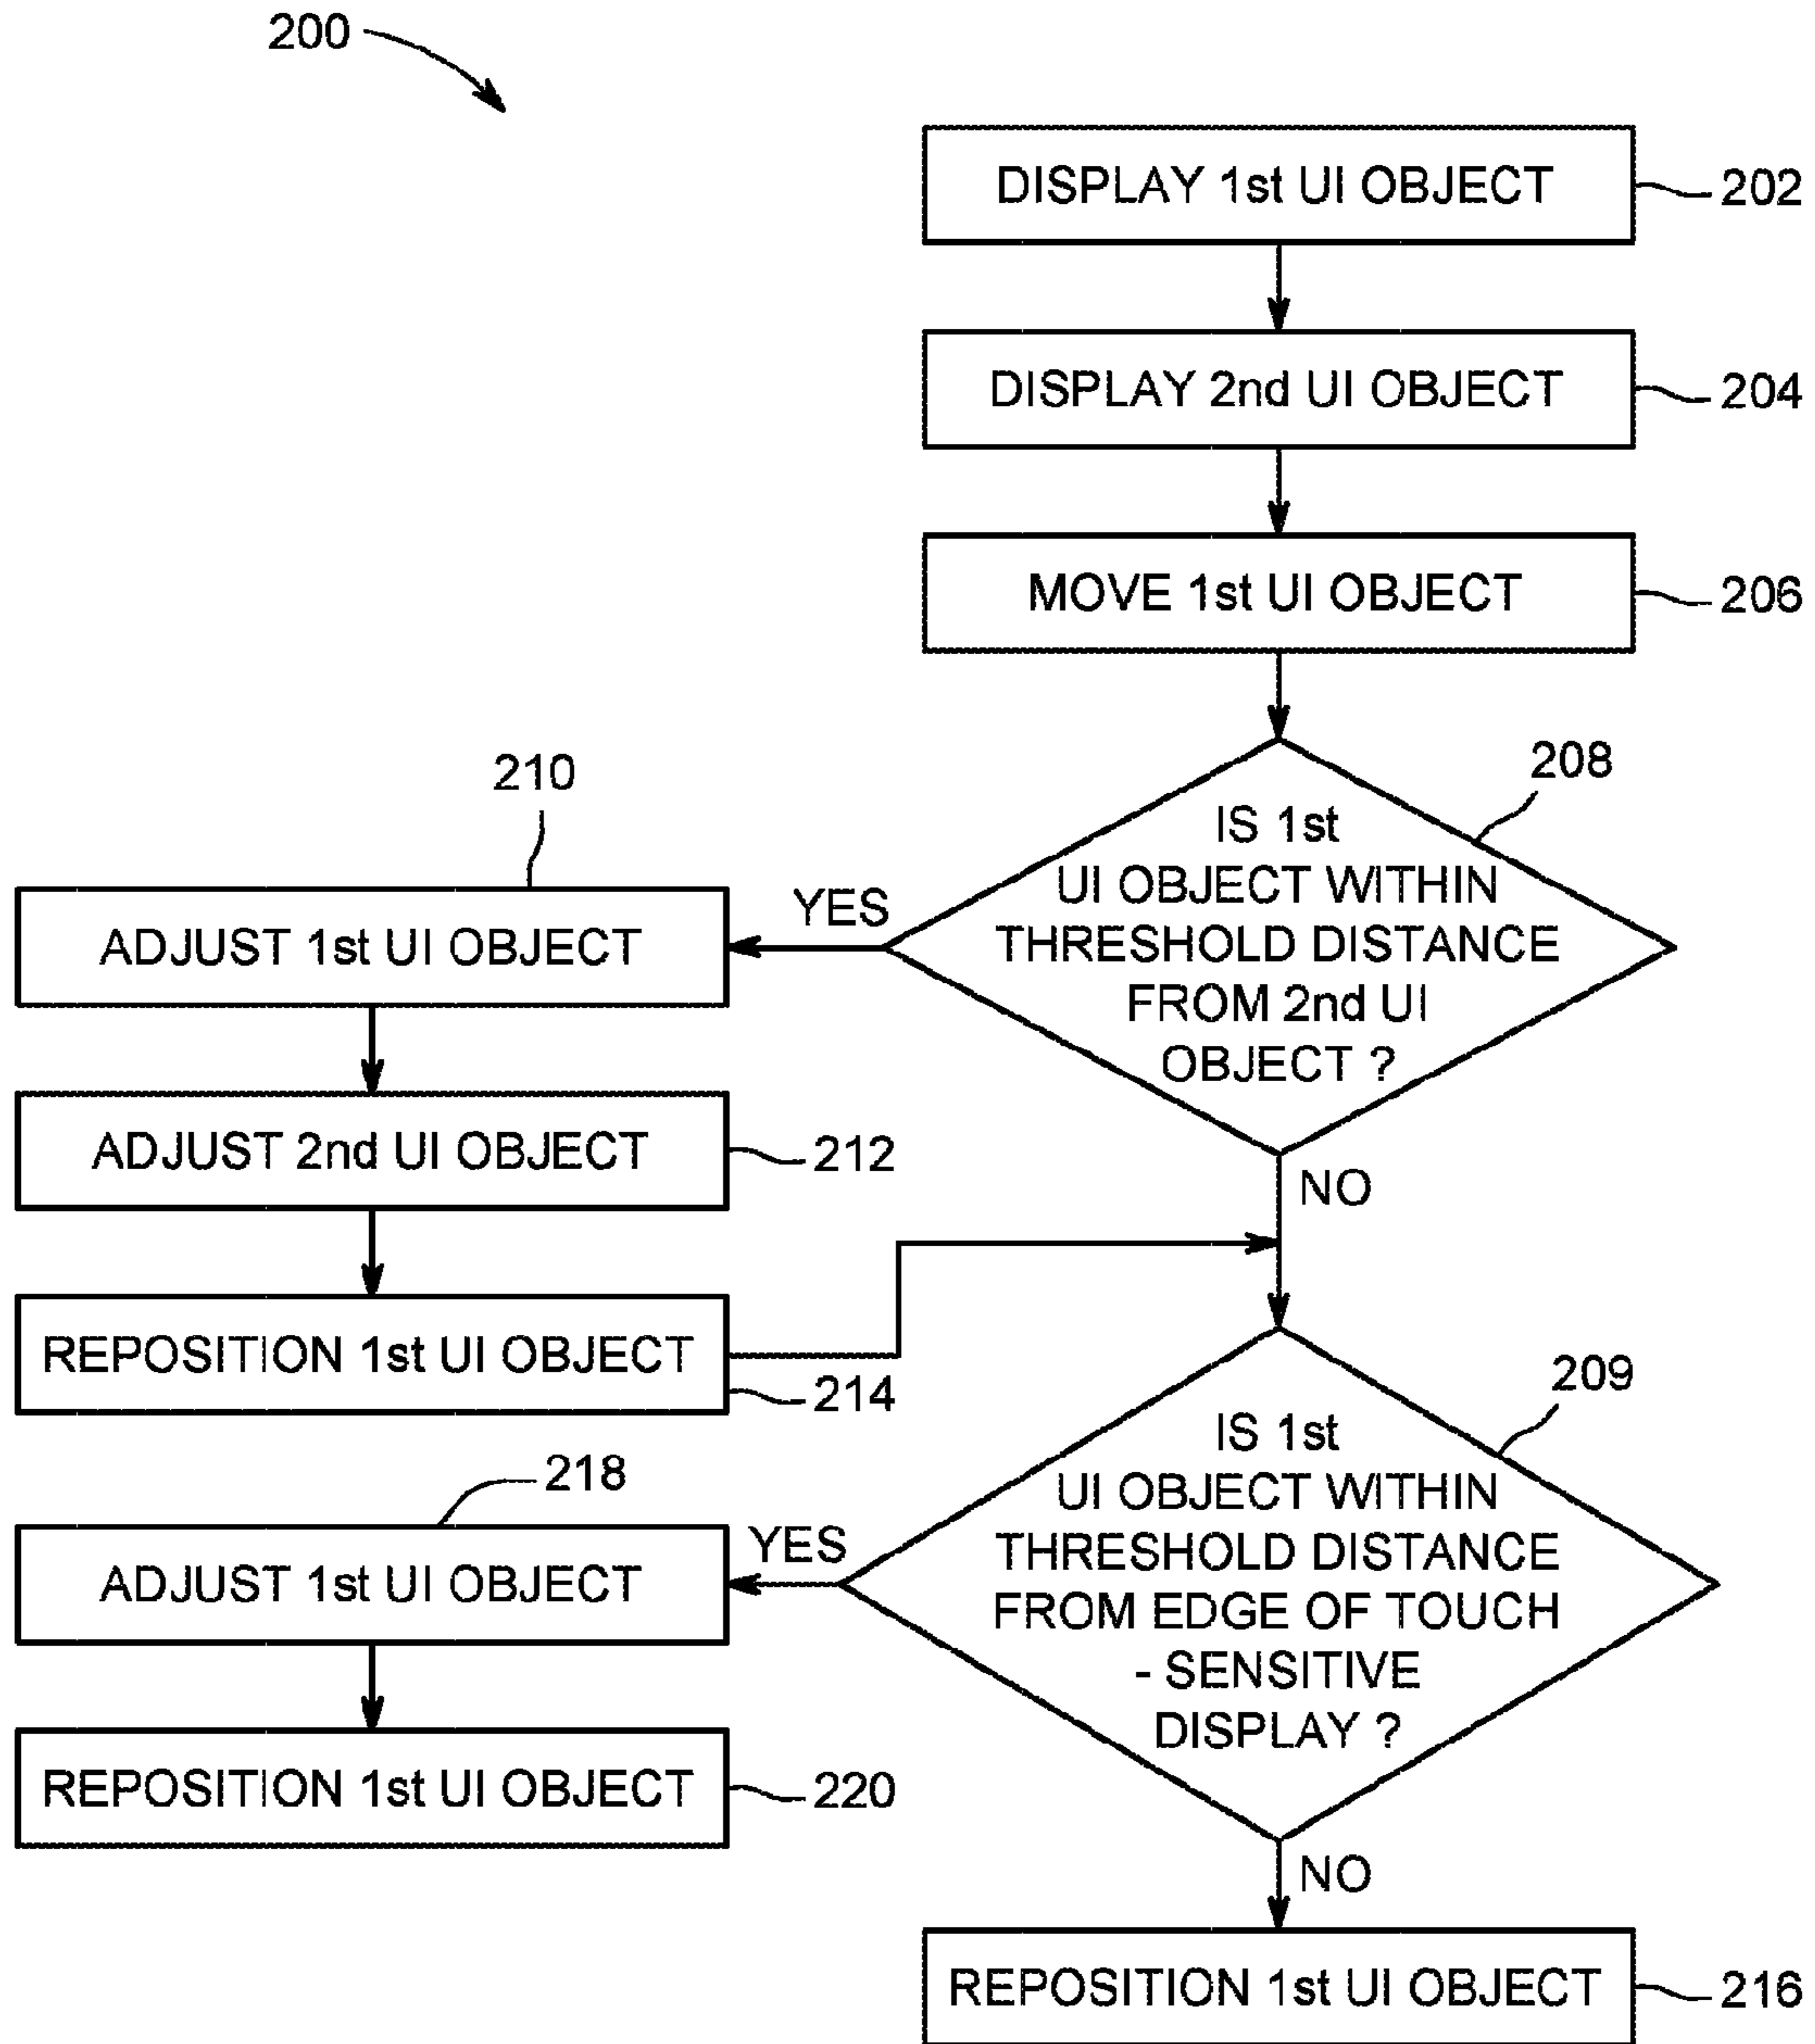 200
DISPLAY 1st UI OBJECT
202
DISPLAY 2nd UI OBJECT
204
MOVE 1st UI OBJECT
206
208
IS 1st
UI OBJECT WITHIN
THRESHOLD DISTANCE
FROM 2nd UI
OBJECT ?
YES
210
ADJUST 1st UI OBJECT
ADJUST 2nd UI OBJECT
212
NO
REPOSITION 1st UI OBJECT
214
209
IS 1st
UI OBJECT WITHIN
THRESHOLD DISTANCE
FROM EDGE OF TOUCH
- SENSITIVE
DISPLAY ?
YES
218
ADJUST 1st UI OBJECT
REPOSITION 1st UI OBJECT
220
NO
REPOSITION 1st UI OBJECT
216